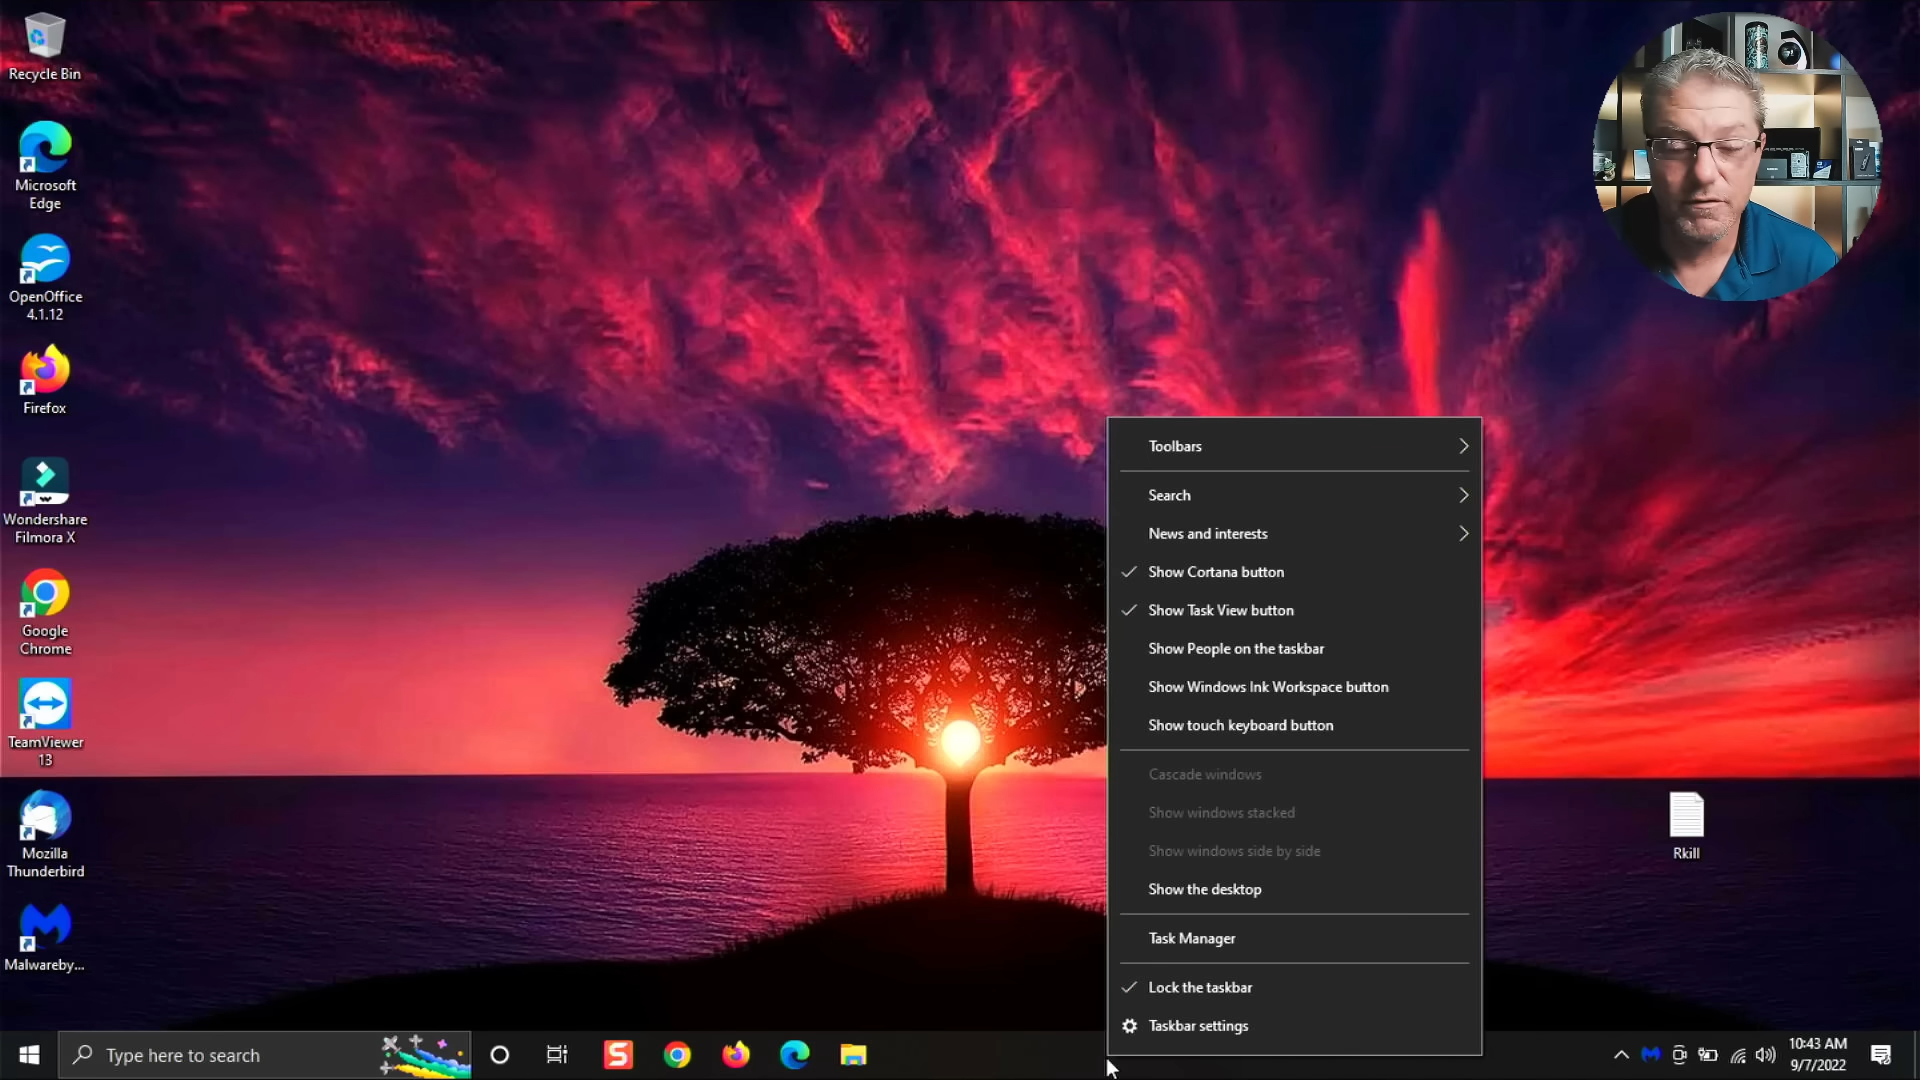 Recycle Bin
Microsoft
Edge
OpenOffice
4.1.12
Firefox
Wondershare
Filmora X
Google
Chrome
TeamViewer
13
Mozilla
Thunderbird
Malwareby...
Toolbars
Search
News and interests
Show Cortana button
Show Task View button
Show People on the taskbar
Show Windows Ink Workspace button
Show touch keyboard button
Cascade windows
Show windows stacked
Show windows side by side
Show the desktop
Task Manager
Lock the taskbar
Taskbar settings
Rkill
Type here to search
S
10:43 AM
9/7/2022